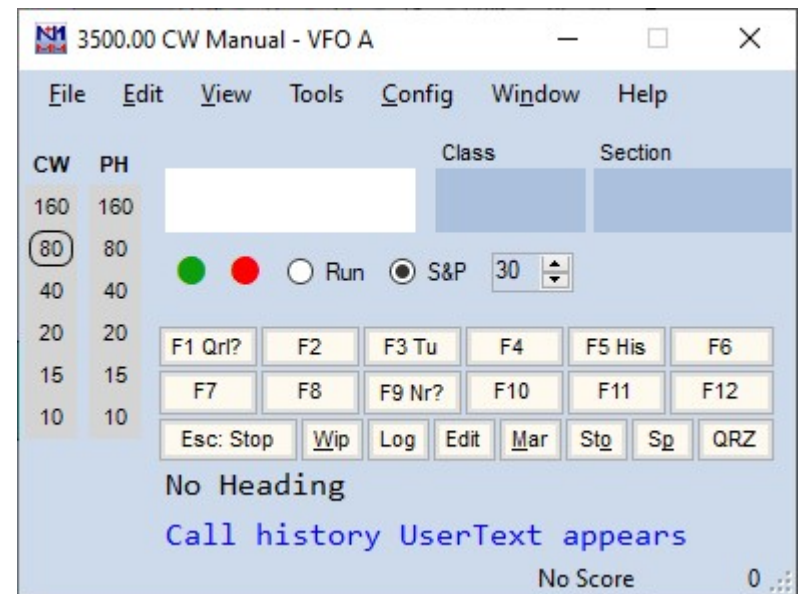 N1 MM 3500.00 CW Manual - VFO A
File Edit View Tools Config Window Help
Class Section
CW PH
160 160
80 80
Run S&P 30
40 40
20 20
F1 Qrl? F2 F3 Tu F4 F5 His F6
15 15
F7 F8 F9 Nr? F10 F11 F12
10 10
Esc: Stop Wip Log Edit Mar Sto Sp QRZ
No Heading
Call history UserText appears
No Score 0